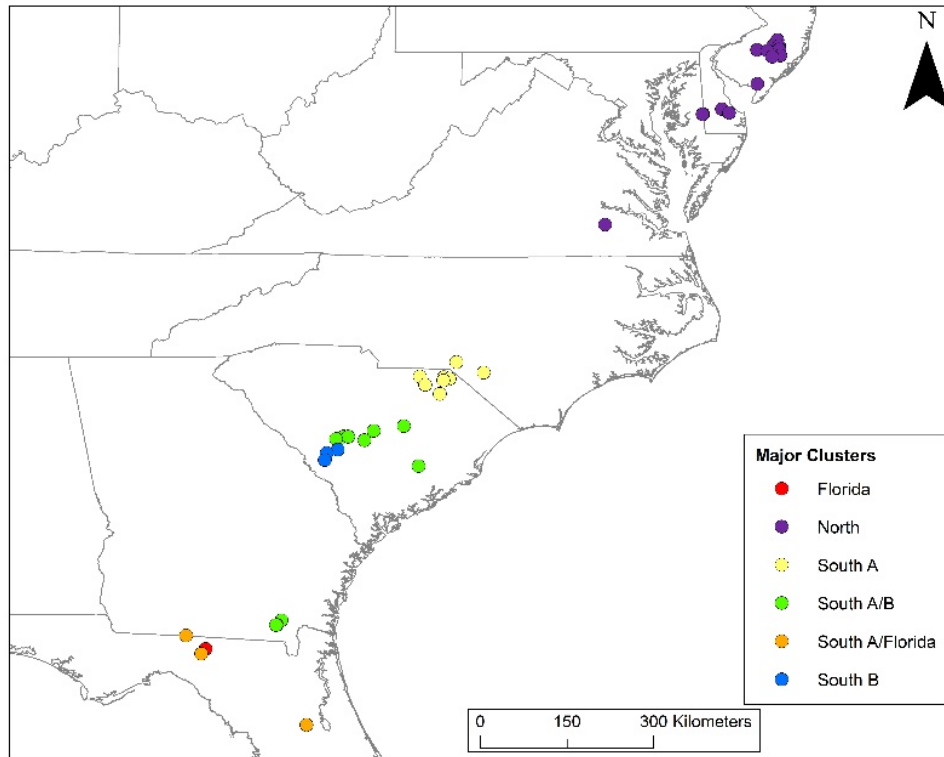 N
Major Clusters
Florida
North
South A
South A/B
South A/Florida
South B
0 150 300 Kilometers